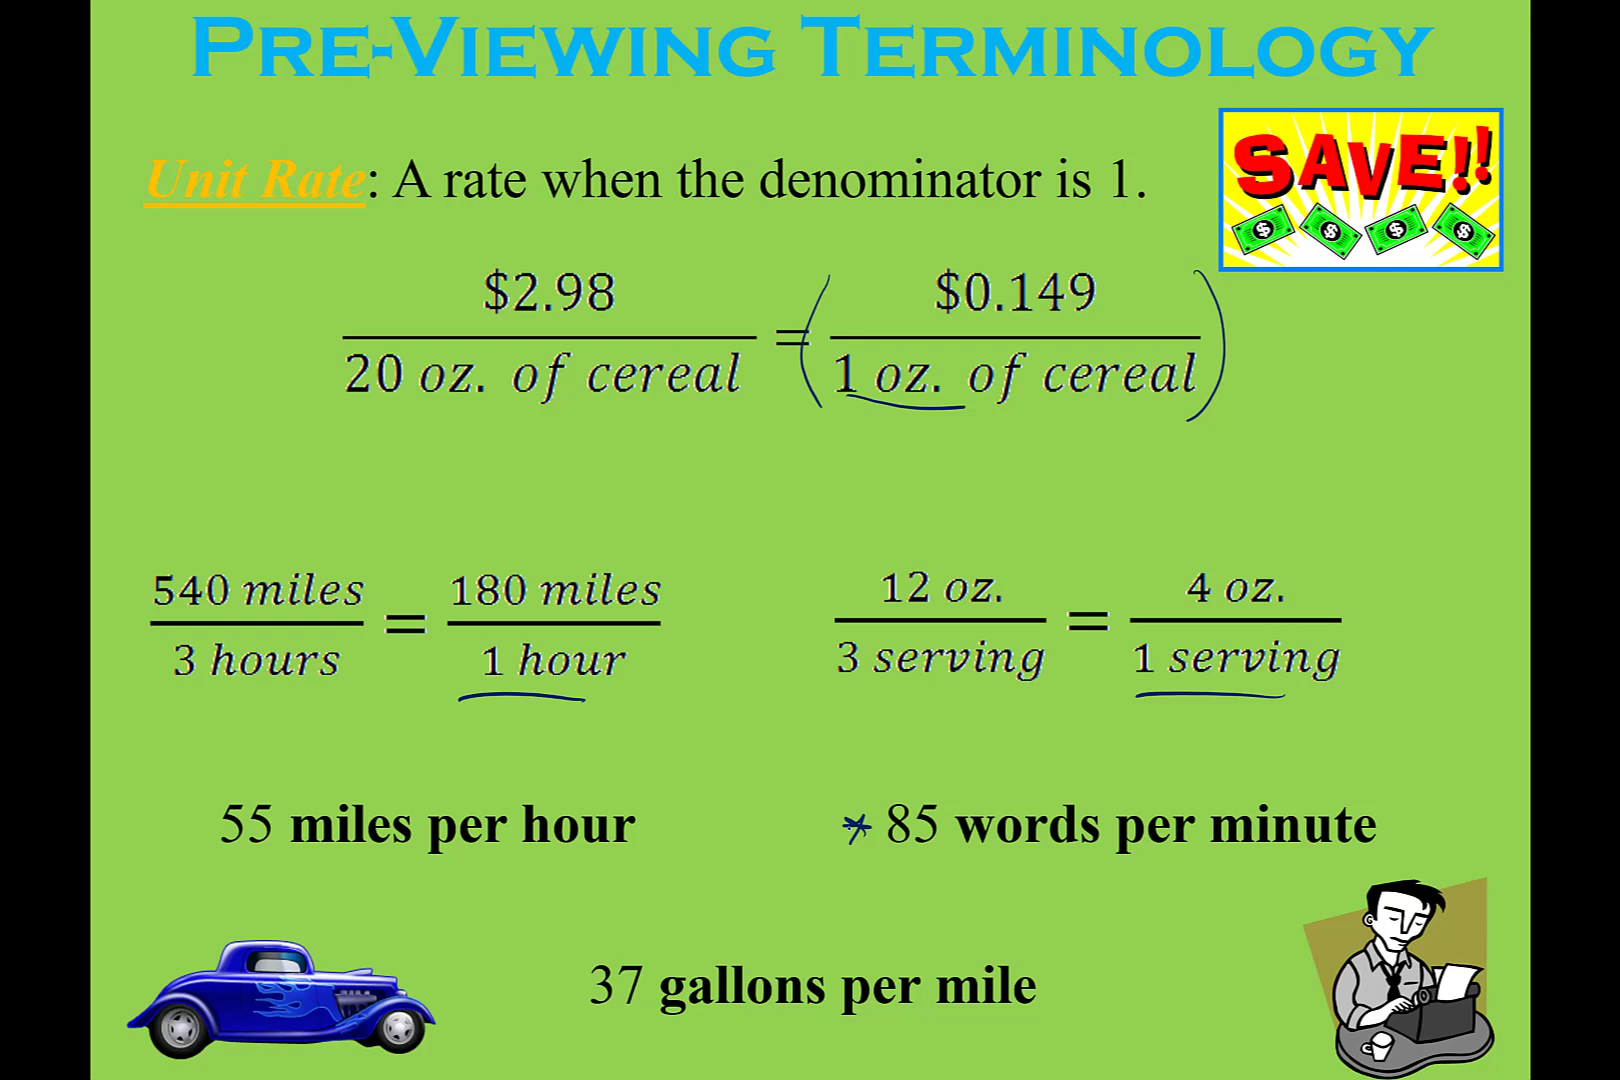 PRE-VIEWING TERMINOLOGY
SAVE!!
Unit Rate: A rate when the denominator is 1.
$2.98 / 20 oz. of cereal = ( $0.149 / 1 oz. of cereal )
540 miles / 3 hours = 180 miles / 1 hour
12 oz. / 3 serving = 4 oz. / 1 serving
55 miles per hour
* 85 words per minute
37 gallons per mile